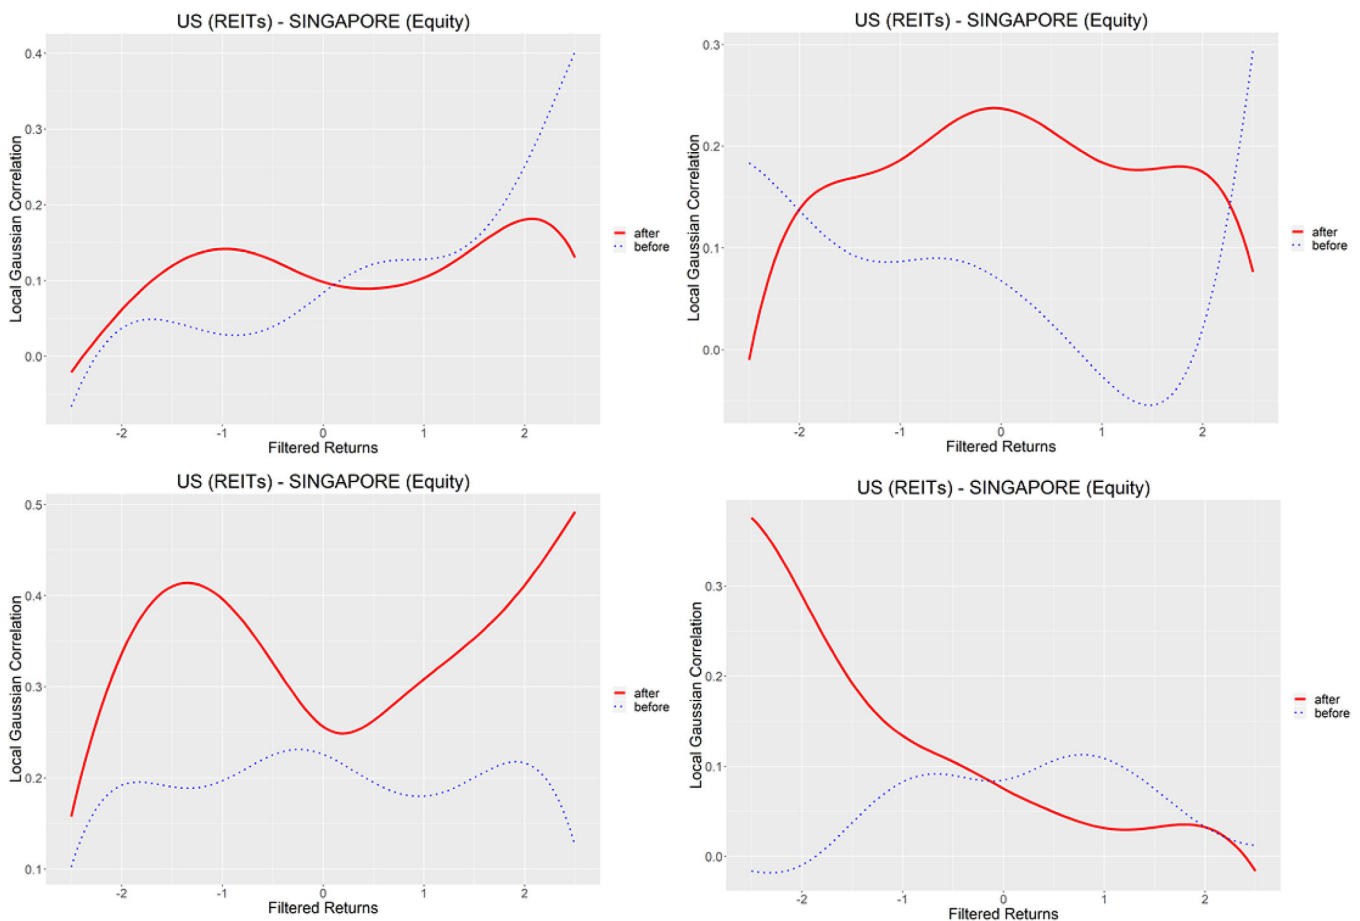 US (REITs) - SINGAPORE (Equity)
0.4
0.3
0.2
0.1
0.0
Local Gaussian Correlation
-2 -1 0 1 2
Filtered Returns
after
before
US (REITs) - SINGAPORE (Equity)
0.3
0.2
0.1
0.0
Local Gaussian Correlation
-2 -1 0 1 2
Filtered Returns
after
before
US (REITs) - SINGAPORE (Equity)
0.5
0.4
0.3
0.2
0.1
Local Gaussian Correlation
-2 -1 0 1 2
Filtered Returns
after
before
US (REITs) - SINGAPORE (Equity)
0.3
0.2
0.1
0.0
Local Gaussian Correlation
-2 -1 0 1 2
Filtered Returns
after
before